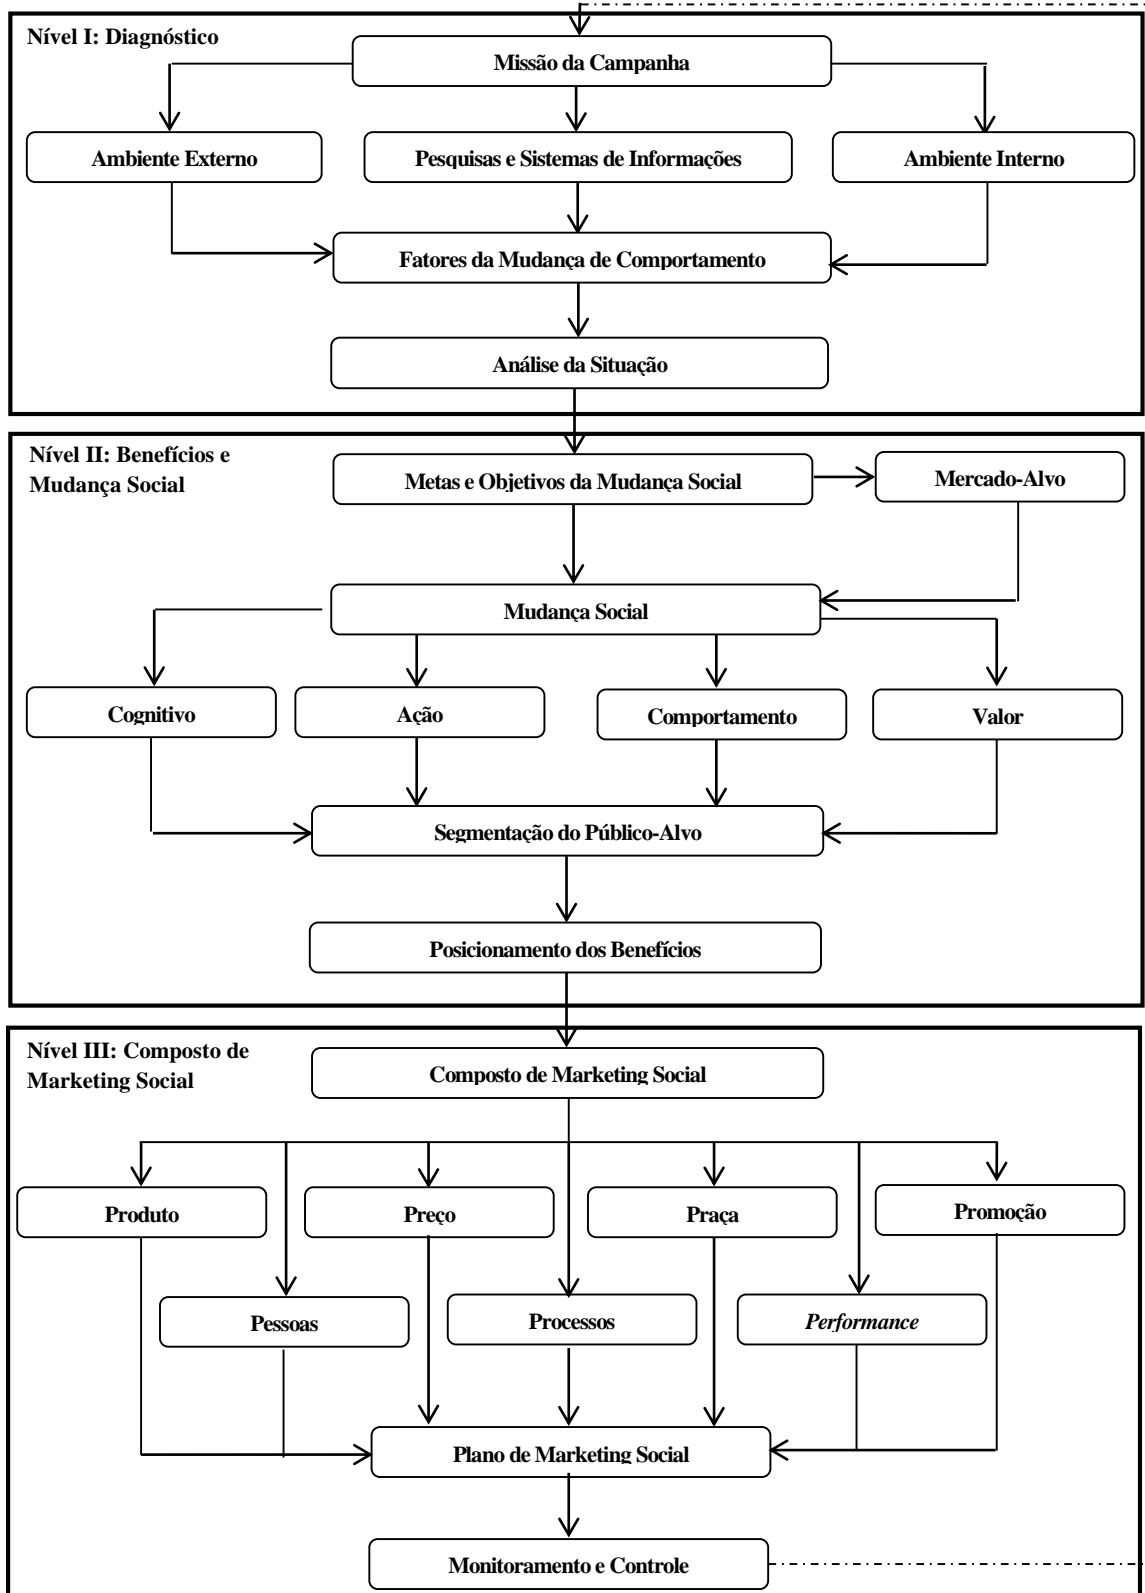 Nível I: Diagnóstico
Missão da Campanha
Ambiente Externo
Pesquisas e Sistemas de Informações
Ambiente Interno
Fatores da Mudança de Comportamento
Análise da Situação
Nível II: Benefícios e
Mudança Social
Metas e Objetivos da Mudança Social
Mercado-Alvo
Mudança Social
Cognitivo
Ação
Comportamento
Valor
Segmentação do Público-Alvo
Posicionamento dos Benefícios
Nível III: Composto de
Marketing Social
Composto de Marketing Social
Produto
Preço
Praça
Promoção
Pessoas
Processos
Performance
Plano de Marketing Social
Monitoramento e Controle